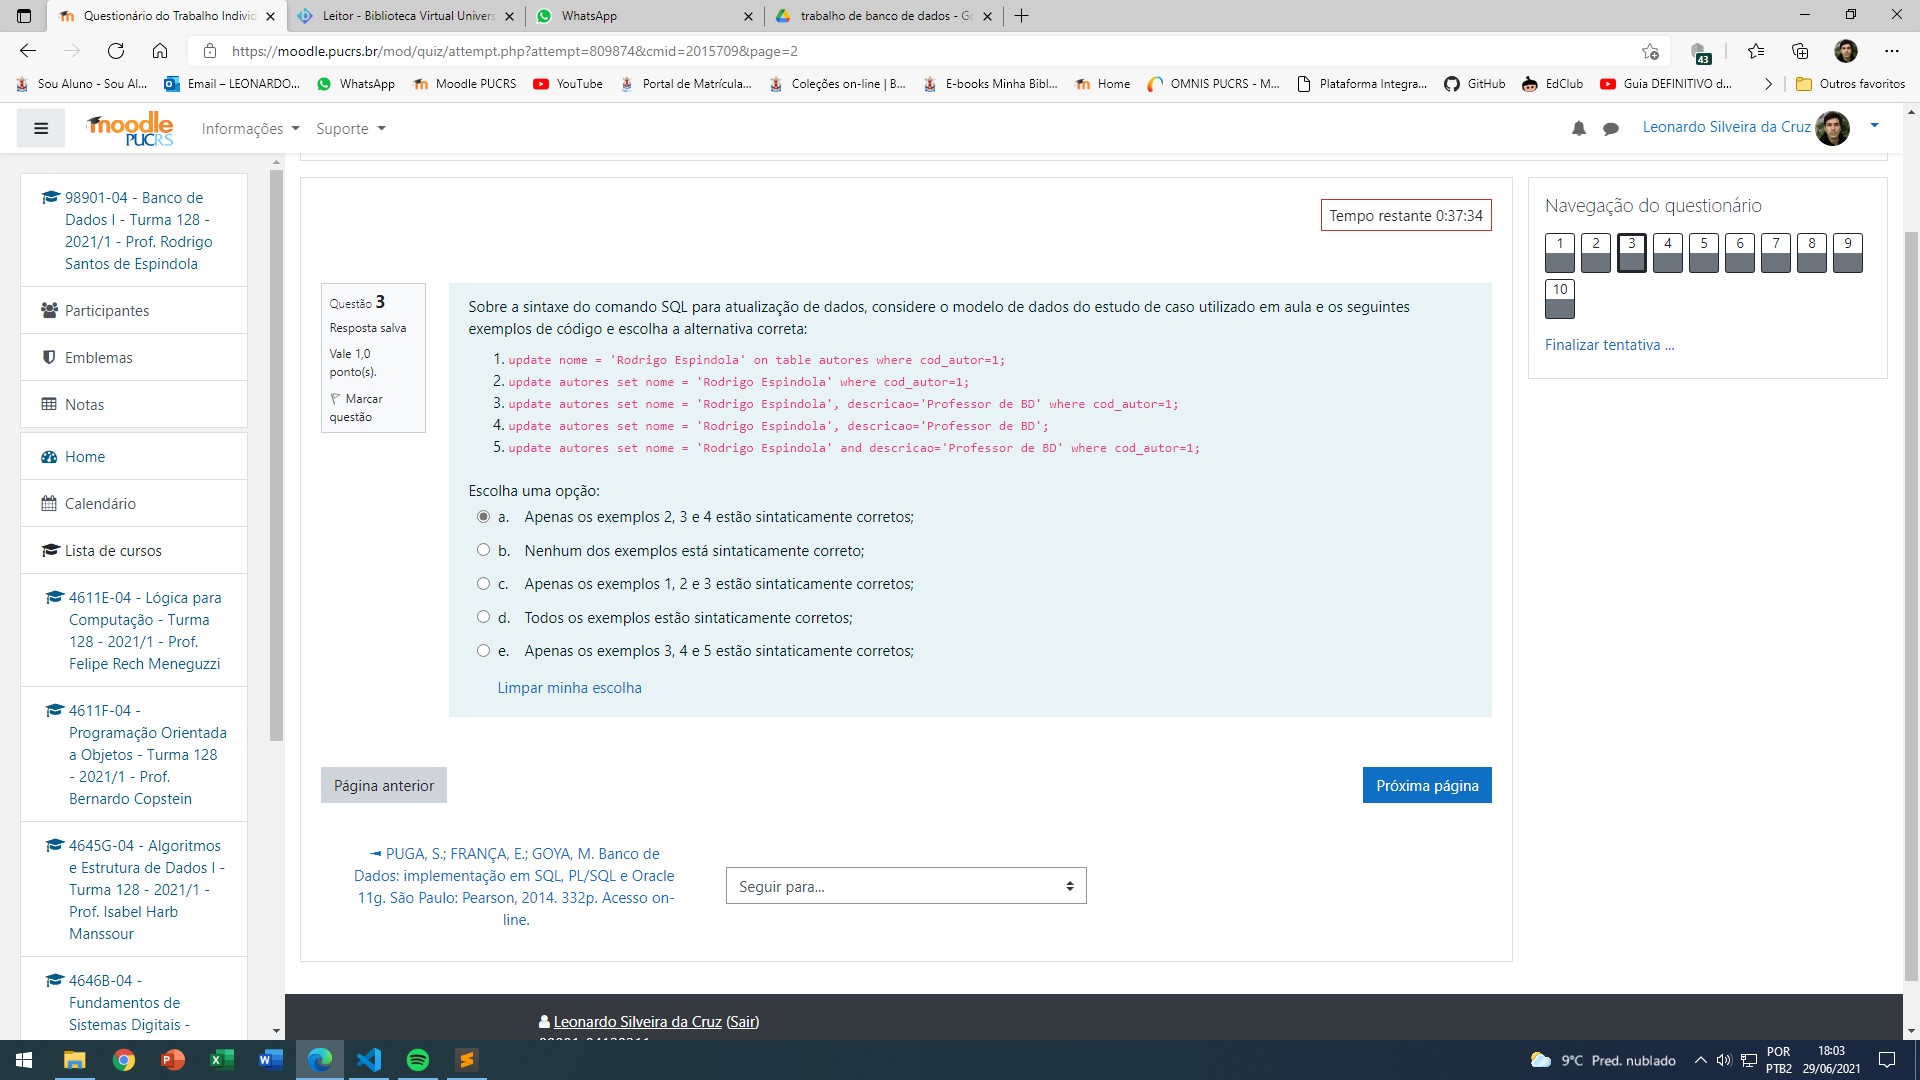 Questionário do Trabalho Individ
Leitor - Biblioteca Virtual Univers
WhatsApp
trabalho de banco de dados - Go
https://moodle.pucrs.br/mod/quiz/attempt.php?attempt=809874&cmid=2015709&page=2
43
Sou Aluno - Sou Al...
Email – LEONARDO...
WhatsApp
Moodle PUCRS
YouTube
Portal de Matrícula...
Coleções on-line | B...
E-books Minha Bibl...
Home
OMNIS PUCRS - M...
Plataforma Integra...
GitHub
EdClub
Guia DEFINITIVO d...
Outros favoritos
moodle
PUCRS
Informações
Suporte
Leonardo Silveira da Cruz
98901-04 - Banco de
Dados I - Turma 128 -
2021/1 - Prof. Rodrigo
Santos de Espindola
Participantes
Emblemas
Notas
Home
Calendário
Lista de cursos
4611E-04 - Lógica para
Computação - Turma
128 - 2021/1 - Prof.
Felipe Rech Meneguzzi
4611F-04 -
Programação Orientada
a Objetos - Turma 128
- 2021/1 - Prof.
Bernardo Copstein
4645G-04 - Algoritmos
e Estrutura de Dados I -
Turma 128 - 2021/1 -
Prof. Isabel Harb
Manssour
4646B-04 -
Fundamentos de
Sistemas Digitais -
Tempo restante 0:37:34
Questão 3
Resposta salva
Vale 1,0
ponto(s).
Marcar
questão
Sobre a sintaxe do comando SQL para atualização de dados, considere o modelo de dados do estudo de caso utilizado em aula e os seguintes
exemplos de código e escolha a alternativa correta:
1. update nome = 'Rodrigo Espindola' on table autores where cod_autor=1;
2. update autores set nome = 'Rodrigo Espindola' where cod_autor=1;
3. update autores set nome = 'Rodrigo Espindola', descricao='Professor de BD' where cod_autor=1;
4. update autores set nome = 'Rodrigo Espindola', descricao='Professor de BD';
5. update autores set nome = 'Rodrigo Espindola' and descricao='Professor de BD' where cod_autor=1;
Escolha uma opção:
a. Apenas os exemplos 2, 3 e 4 estão sintaticamente corretos;
b. Nenhum dos exemplos está sintaticamente correto;
c. Apenas os exemplos 1, 2 e 3 estão sintaticamente corretos;
d. Todos os exemplos estão sintaticamente corretos;
e. Apenas os exemplos 3, 4 e 5 estão sintaticamente corretos;
Limpar minha escolha
Página anterior
Próxima página
◄ PUGA, S.; FRANÇA, E.; GOYA, M. Banco de
Dados: implementação em SQL, PL/SQL e Oracle
11g. São Paulo: Pearson, 2014. 332p. Acesso on-
line.
Seguir para...
Navegação do questionário
1 2 3 4 5 6 7 8 9
10
Finalizar tentativa ...
Leonardo Silveira da Cruz (Sair)
9°C Pred. nublado
POR
PTB2
18:03
29/06/2021